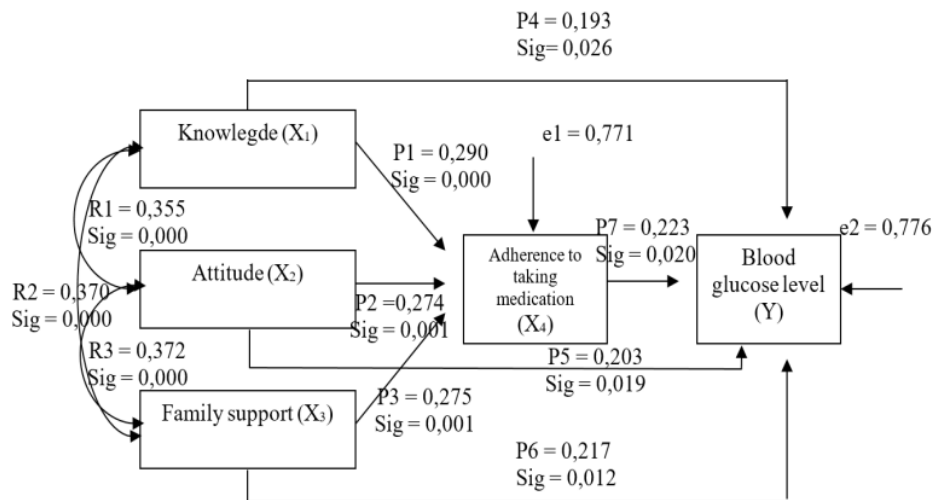 P4 = 0,193
Sig= 0,026
Knowlegde (X₁)
e1 = 0,771
P1 = 0,290
Sig = 0,000
R1 = 0,355
Sig = 0,000
P7 = 0,223
Sig = 0,020
e2 = 0,776
Adherence to
taking
medication
(X₄)
Blood
glucose level
(Y)
Attitude (X₂)
R2 = 0,370
Sig = 0,000
P2 =0,274
Sig = 0,001
R3 = 0,372
Sig = 0,000
P5 = 0,203
Sig = 0,019
P3 = 0,275
Sig = 0,001
Family support (X₃)
P6 = 0,217
Sig = 0,012